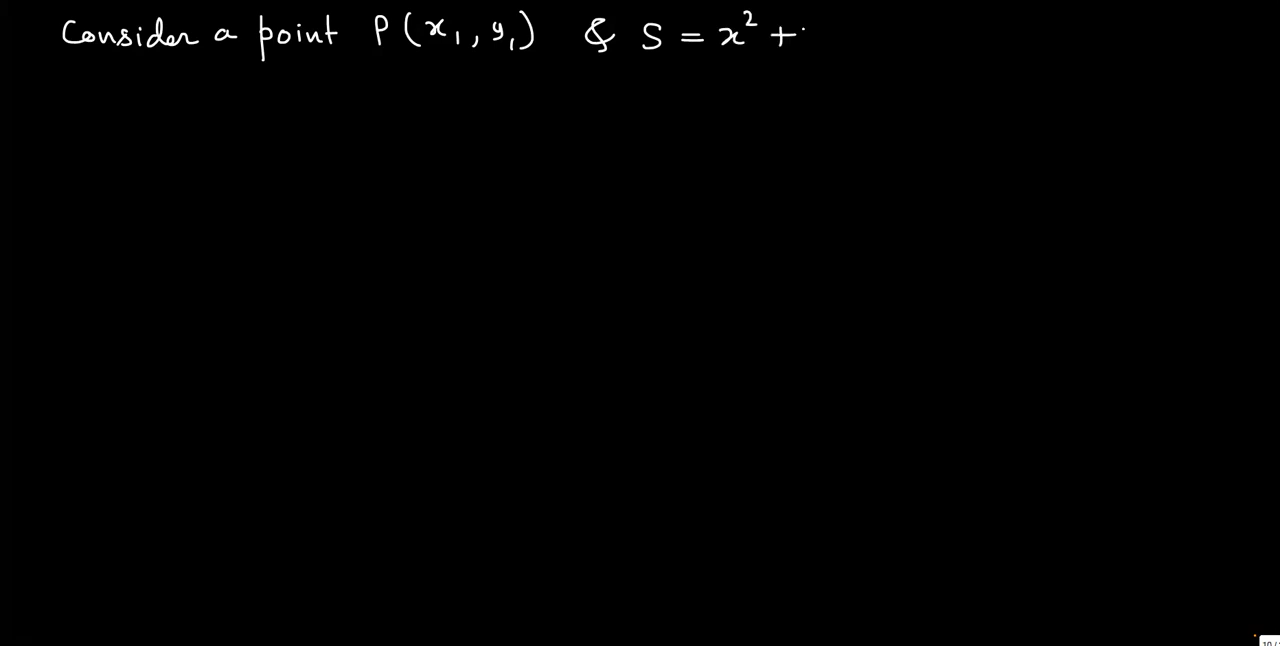 Consider a point P(x₁, y₁) & S = x² +